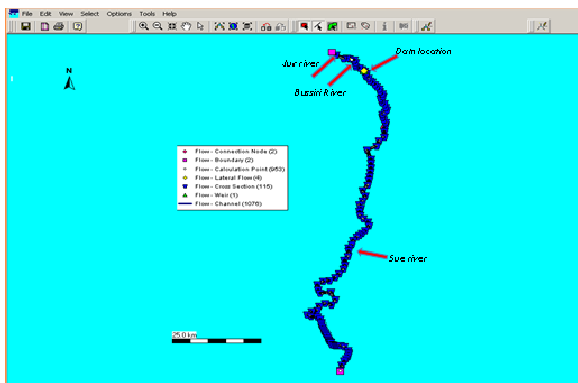 File Edit View Select Options Tools Help
Jur river
Dam location
Bussiri River
N
Flow - Connection Node (2)
Flow - Boundary (2)
Flow - Calculation Point (953)
Flow - Lateral Flow (4)
Flow - Cross Section (115)
Flow - Weir (1)
Flow - Channel (1076)
Sue river
25.0 km